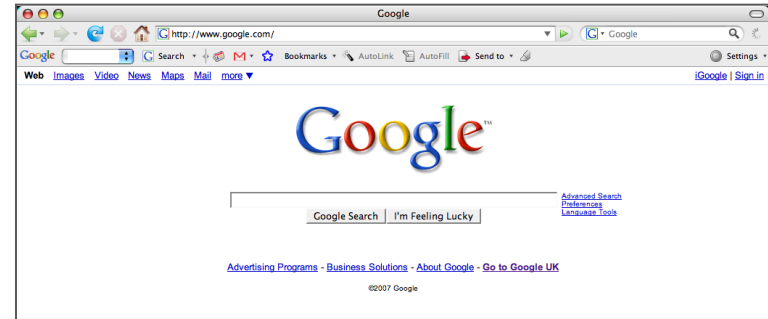 Google
http://www.google.com/ G Google
Google G Search M Bookmarks AutoLink AutoFill Send to Settings
Web Images Video News Maps Mail more ▼ iGoogle | Sign in
Google™
Advanced Search
Preferences
Language Tools
Google Search I'm Feeling Lucky
Advertising Programs - Business Solutions - About Google - Go to Google UK
©2007 Google